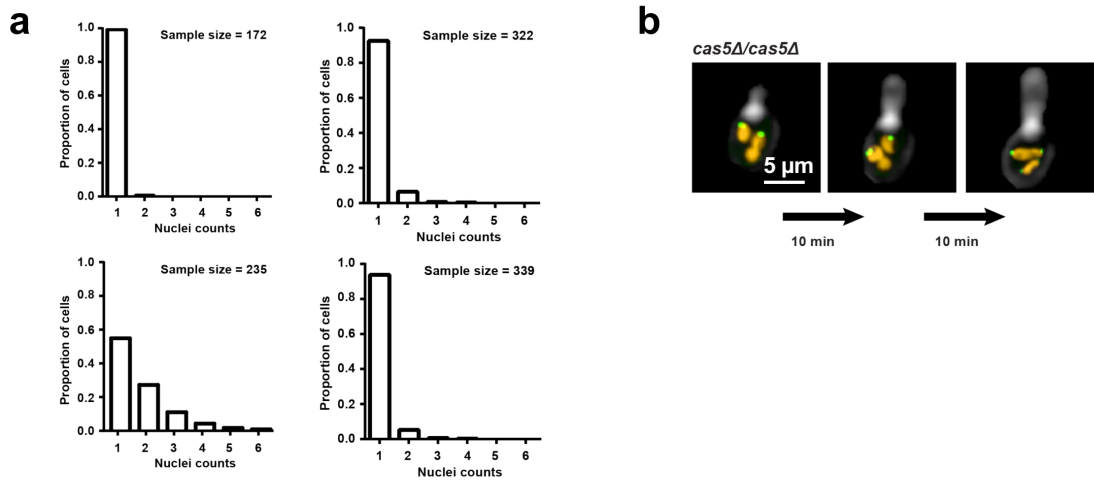 a
Sample size = 172
Proportion of cells
1.0
0.8
0.6
0.4
0.2
0.0
1 2 3 4 5 6
Nuclei counts
Sample size = 322
Proportion of cells
1.0
0.8
0.6
0.4
0.2
0.0
1 2 3 4 5 6
Nuclei counts
Sample size = 235
Proportion of cells
1.0
0.8
0.6
0.4
0.2
0.0
1 2 3 4 5 6
Nuclei counts
Sample size = 339
Proportion of cells
1.0
0.8
0.6
0.4
0.2
0.0
1 2 3 4 5 6
Nuclei counts
b
cas5Δ/cas5Δ
5 µm
10 min
10 min